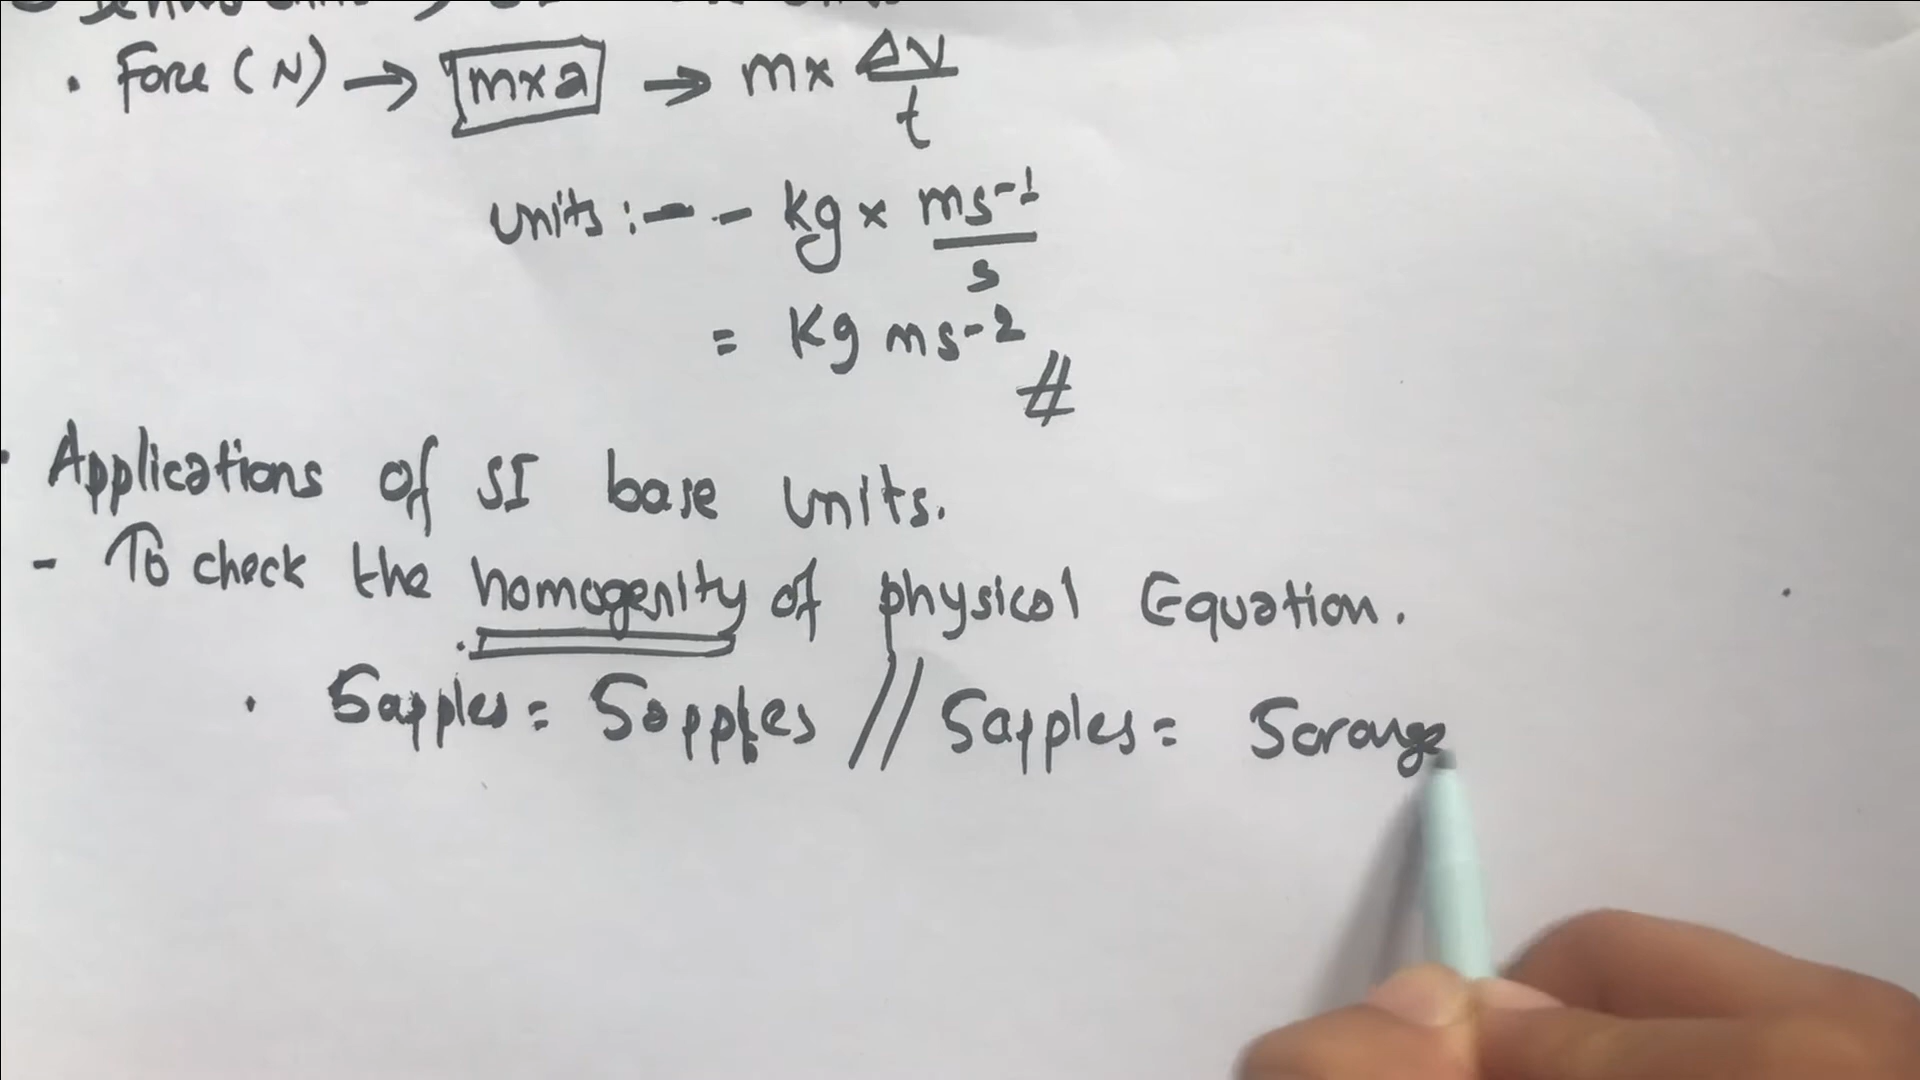 • Force (N) → m×a → m× ΔV/t
units :- - kg × ms-1/s
= Kg ms-2 //
• Applications of SI base units.
- To check the homogenity of physical Equation.
• 5apples = 5apples // 5apples = 5orange